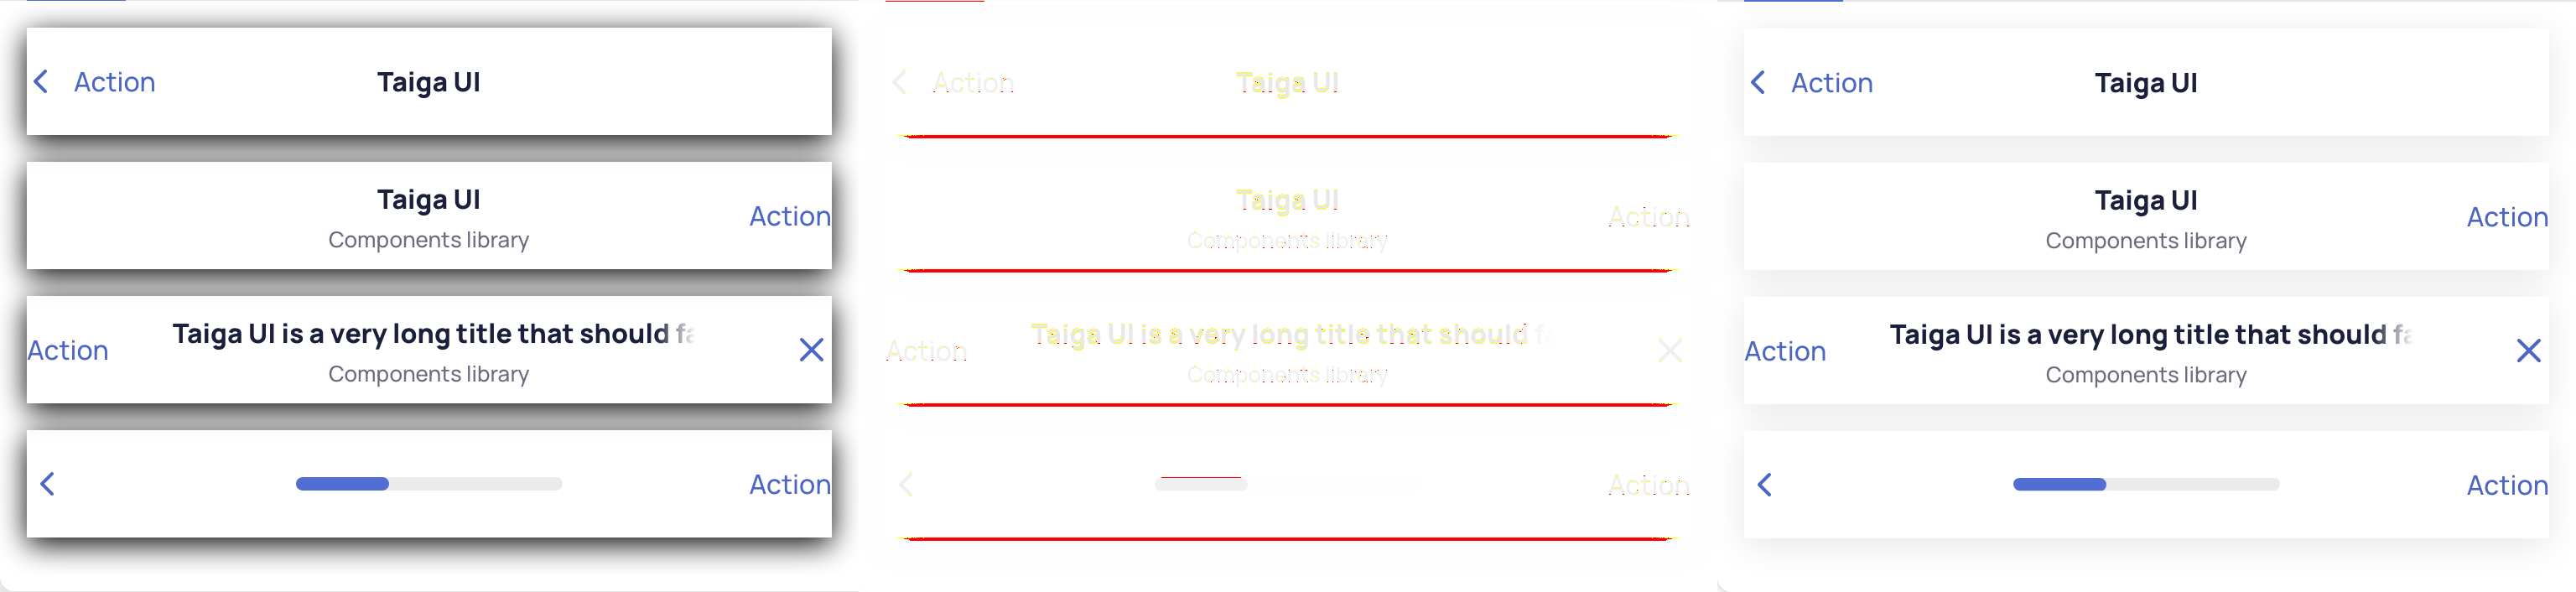 Action Taiga UI
Taiga UI
Components library
Action
Action
Taiga UI is a very long title that should fa
Components library
Action
Action Taiga UI
Taiga UI
Components library
Action
Action
Taiga UI is a very long title that should fa
Components library
Action
Action Taiga UI
Taiga UI
Components library
Action
Action
Taiga UI is a very long title that should fa
Components library
Action